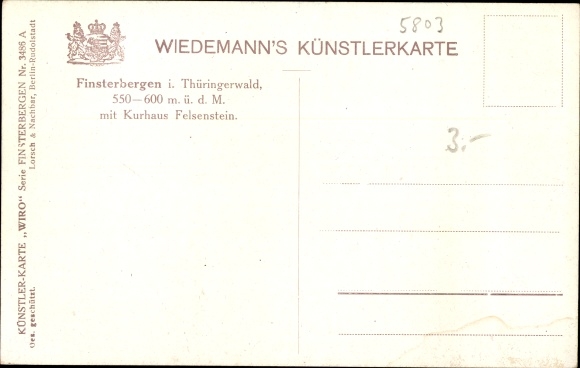 5803
WIEDEMANN'S KÜNSTLERKARTE
Finsterbergen i. Thüringerwald,
550—600 m. ü. d. M.
mit Kurhaus Felsenstein.
3.-
KÜNSTLER-KARTE „WIRO" Serie FINSTERBERGEN Nr. 3486 A
Ges. geschützt. Lorsch & Nachbar, Berlin-Rudolstadt